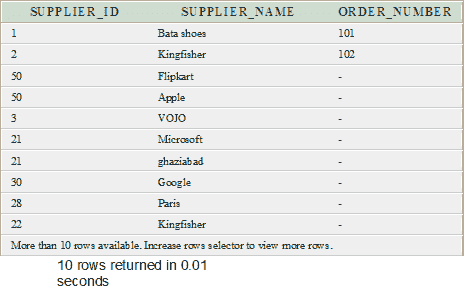 SUPPLIER_ID SUPPLIER_NAME ORDER_NUMBER
1 Bata shoes 101
2 Kingfisher 102
50 Flipkart -
50 Apple -
3 VOJO -
21 Microsoft -
21 ghaziabad -
30 Google -
28 Paris -
22 Kingfisher -
More than 10 rows available. Increase rows selector to view more rows.
10 rows returned in 0.01
seconds